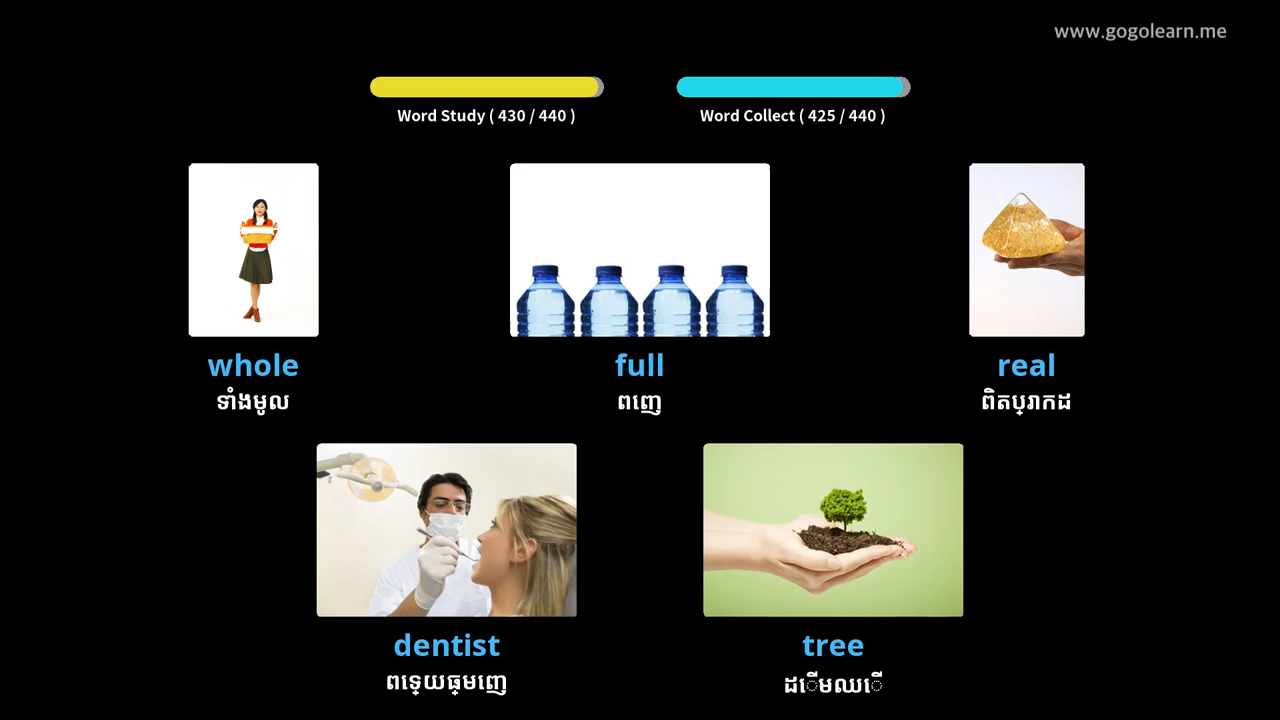 www.gogolearn.me
Word Study ( 430 / 440 )
Word Collect ( 425 / 440 )
whole
ទាំងមូល
full
ពេញ
real
ពិតប្រាកដ
dentist
ពេទ្យធ្មេញ
tree
ដើមឈើ